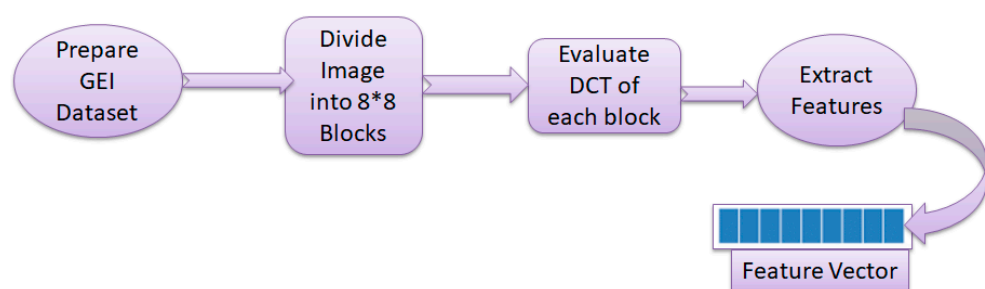 Prepare
GEI
Dataset
Divide
Image
into 8*8
Blocks
Evaluate
DCT of
each block
Extract
Features
Feature Vector